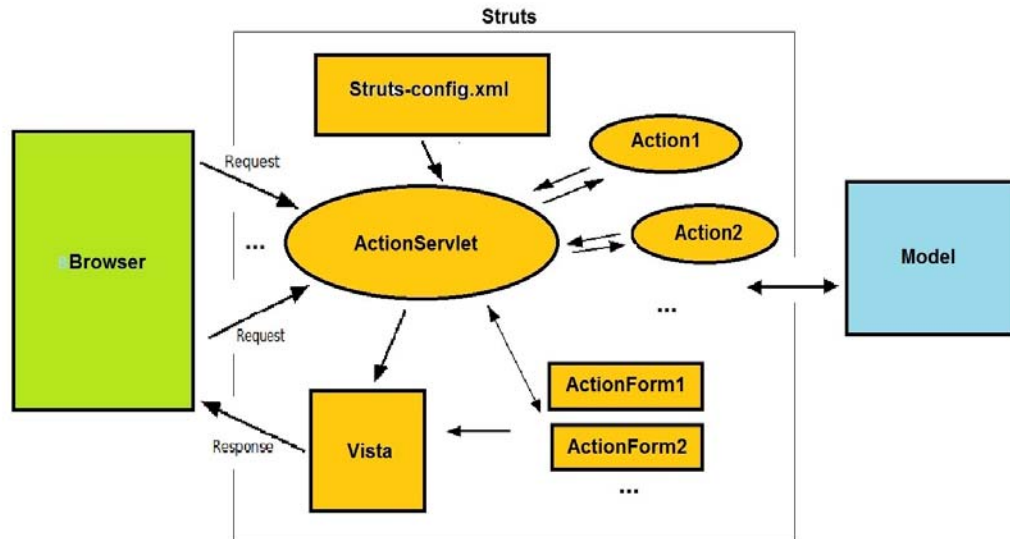 Struts
Struts-config.xml
Action1
Request
...
ActionServlet
Action2
Browser
Model
...
Request
ActionForm1
Response
Vista
ActionForm2
...